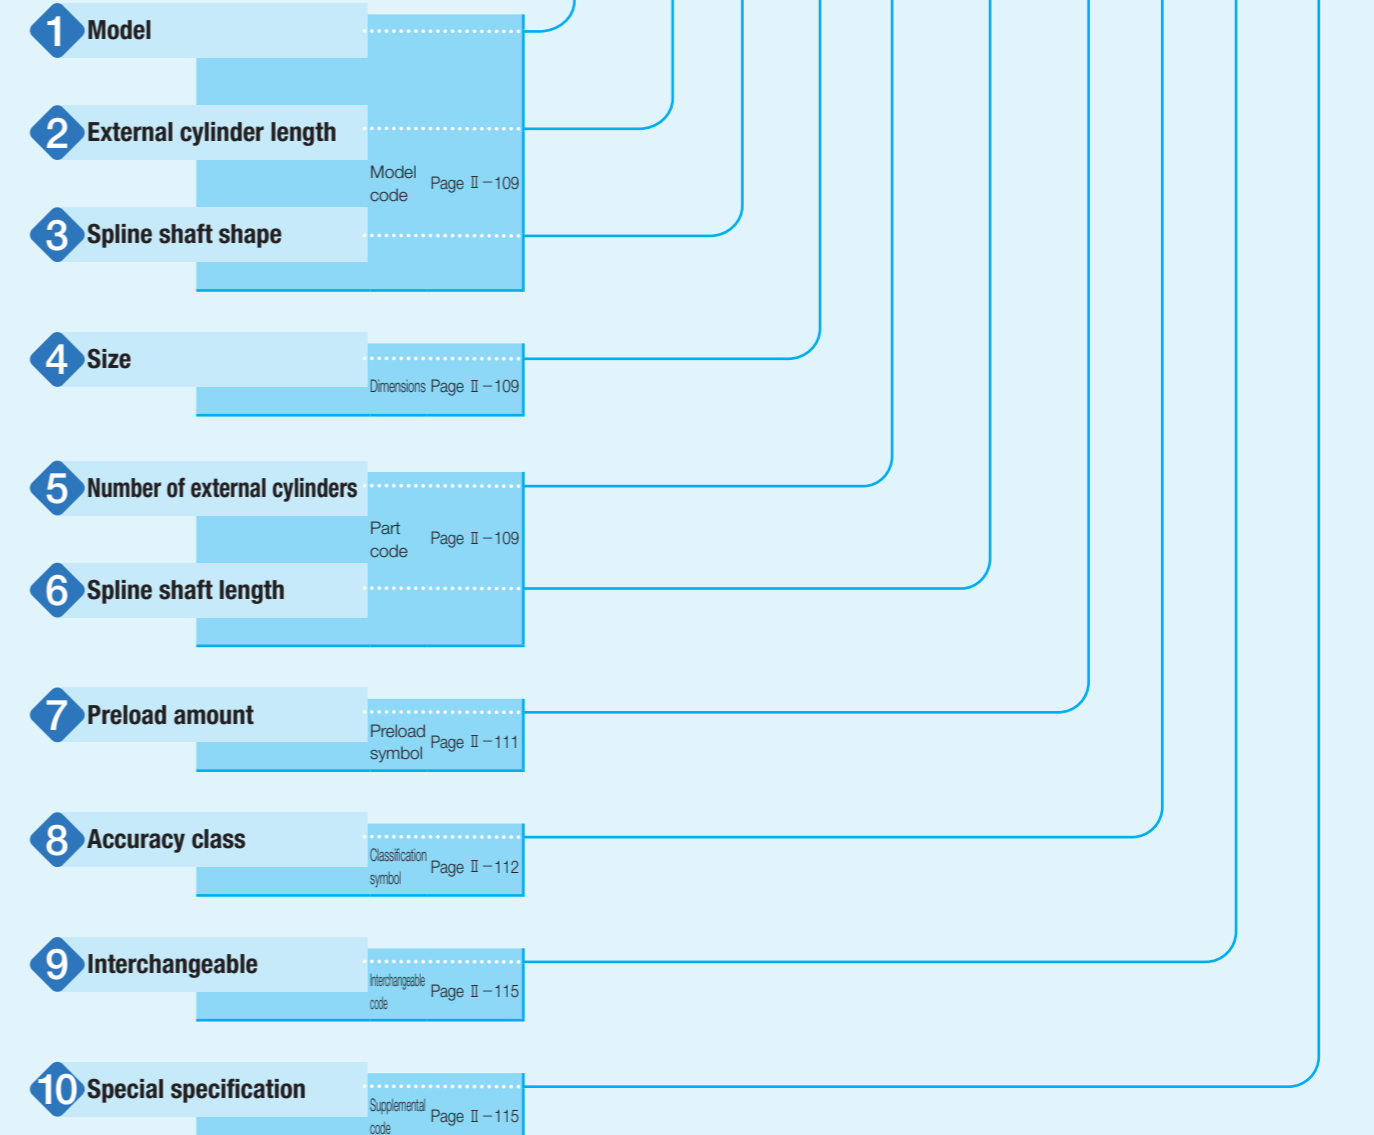 1 Model
2 External cylinder length
Model
code
Page Ⅱ-109
3 Spline shaft shape
4 Size
Dimensions Page Ⅱ-109
5 Number of external cylinders
Part
code
Page Ⅱ-109
6 Spline shaft length
7 Preload amount
Preload
symbol
Page Ⅱ-111
8 Accuracy class
Classification
symbol
Page Ⅱ-112
9 Interchangeable
Interchangeable
code
Page Ⅱ-115
10 Special specification
Supplemental
code
Page Ⅱ-115